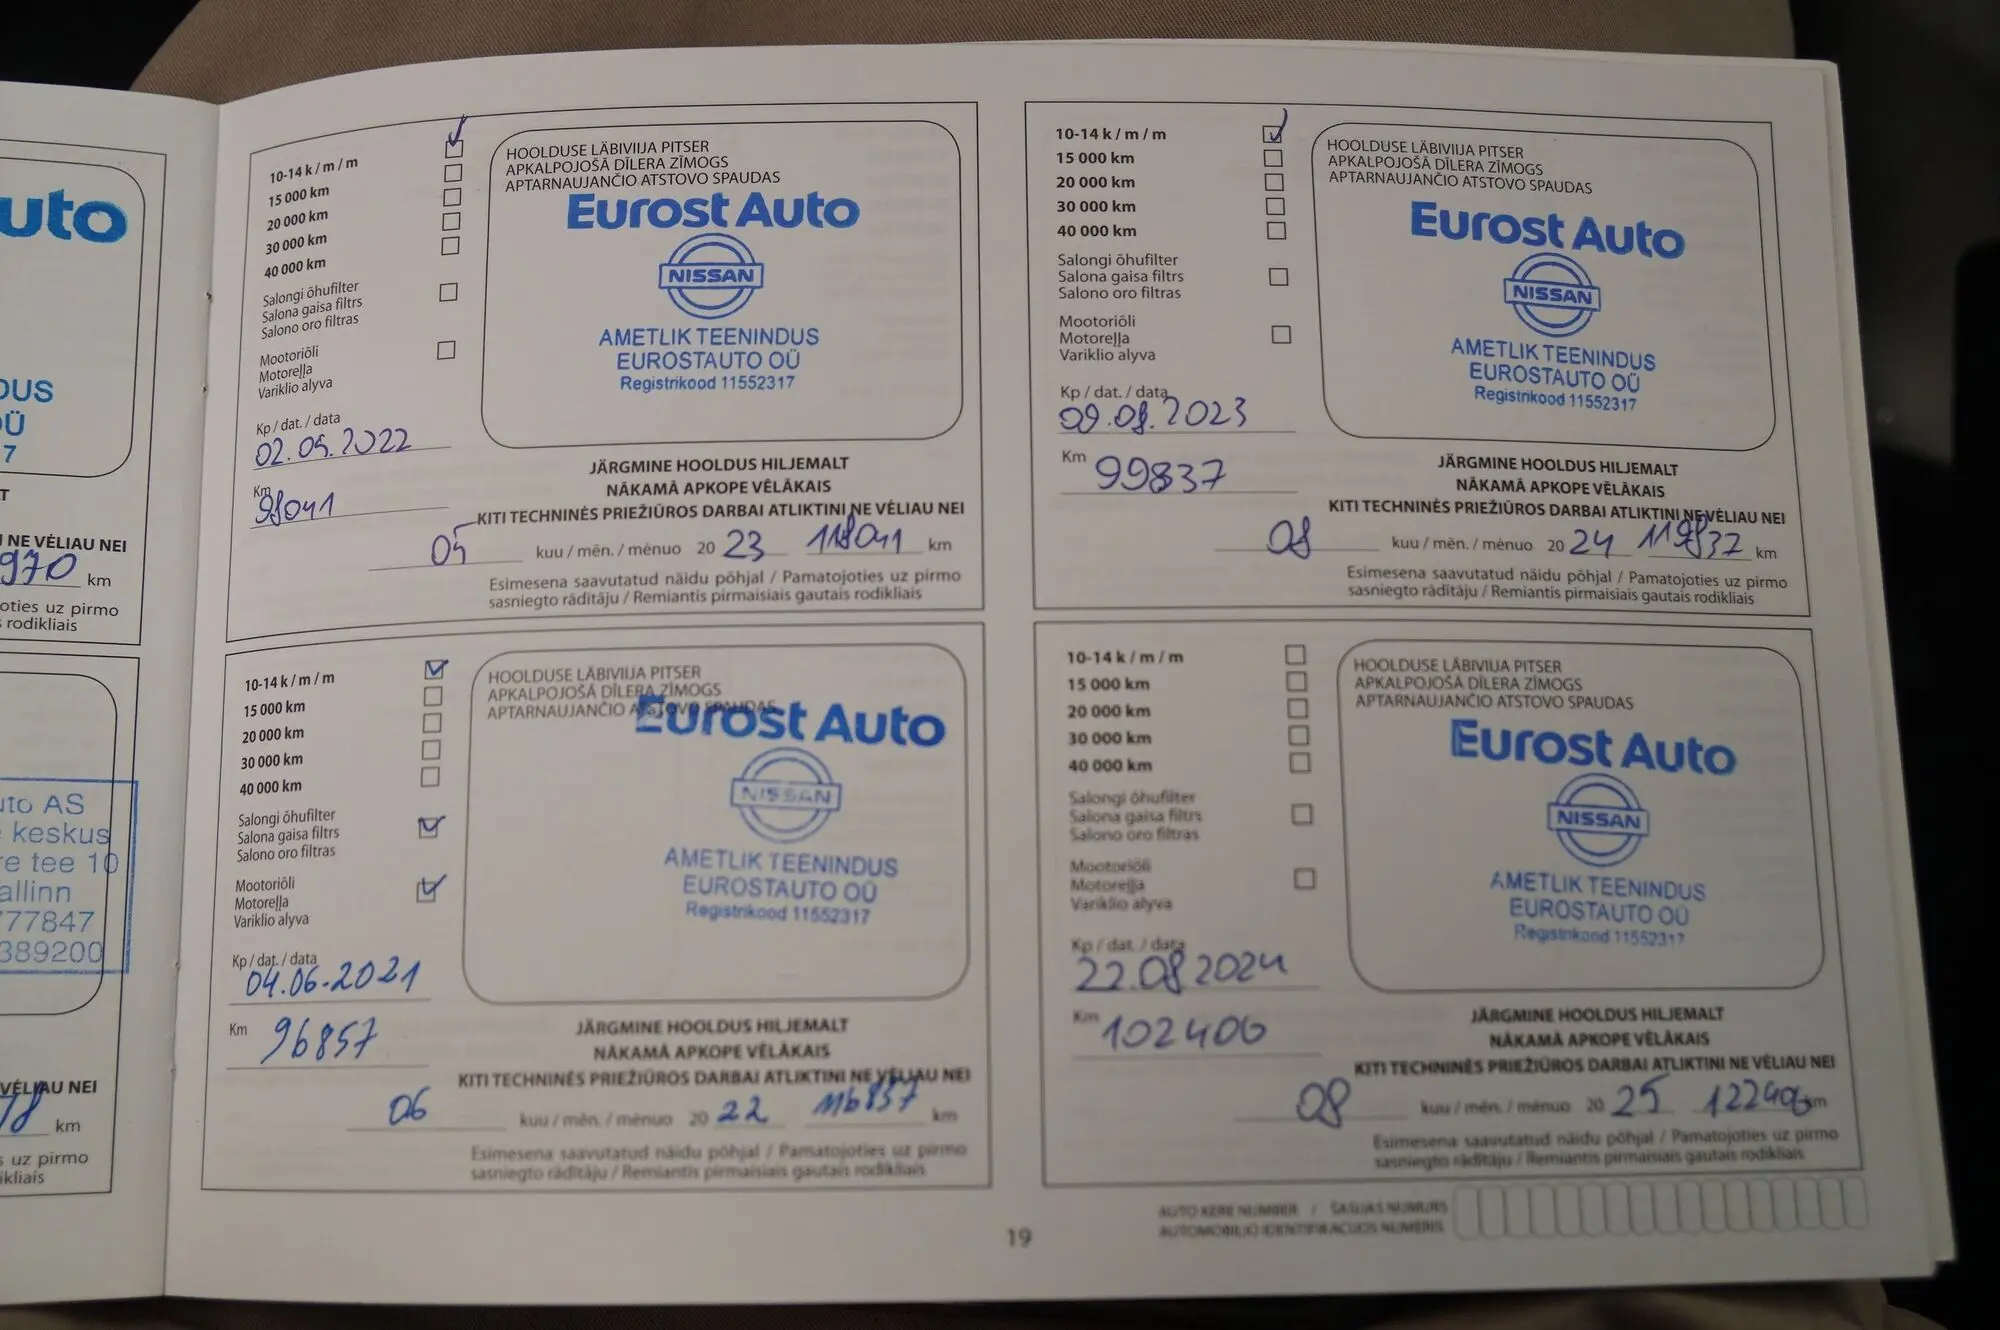 uto
DUS
OÜ
7
T
NE VĖLIAU NEI
970 km
oties uz pirmo
rodikliais
uto AS
keskus
re tee 10
allinn
777847
389200
VĖLIAU NEI
78 km
s uz pirmo
ikliais
10-14 k / m / m
15 000 km
20 000 km
30 000 km
40 000 km
Salongi õhufilter
Salona gaisa filtrs
Salono oro filtras
Mootoriõli
Motoreļļa
Variklio alyva
Kp / dat. / data
02.05.2022
Km
98041
HOOLDUSE LÄBIVIIJA PITSER
APKALPOJOŠĀ DĪLERA ZĪMOGS
APTARNAUJANČIO ATSTOVO SPAUDAS
Eurost Auto
NISSAN
AMETLIK TEENINDUS
EUROSTAUTO OÜ
Registrikood 11552317
JÄRGMINE HOOLDUS HILJEMALT
NĀKAMĀ APKOPE VĒLĀKAIS
KITI TECHNINĖS PRIEŽIŪROS DARBAI ATLIKTINI NE VĖLIAU NEI
05 kuu / mēn. / mėnuo 20 23 118041 km
Esimesena saavutatud näidu põhjal / Pamatojoties uz pirmo
sasniegto rādītāju / Remiantis pirmaisiais gautais rodikliais
10-14 k / m / m
15 000 km
20 000 km
30 000 km
40 000 km
Salongi õhufilter
Salona gaisa filtrs
Salono oro filtras
Mootoriõli
Motoreļļa
Variklio alyva
Kp / dat. / data
09.08.2023
Km 99837
HOOLDUSE LÄBIVIIJA PITSER
APKALPOJOŠĀ DĪLERA ZĪMOGS
APTARNAUJANČIO ATSTOVO SPAUDAS
Eurost Auto
NISSAN
AMETLIK TEENINDUS
EUROSTAUTO OÜ
Registrikood 11552317
JÄRGMINE HOOLDUS HILJEMALT
NĀKAMĀ APKOPE VĒLĀKAIS
KITI TECHNINĖS PRIEŽIŪROS DARBAI ATLIKTINI NE VĖLIAU NEI
08 kuu / mēn. / mėnuo 20 24 119837 km
Esimesena saavutatud näidu põhjal / Pamatojoties uz pirmo
sasniegto rādītāju / Remiantis pirmaisiais gautais rodikliais
10-14 k / m / m
15 000 km
20 000 km
30 000 km
40 000 km
Salongi õhufilter
Salona gaisa filtrs
Salono oro filtras
Mootoriõli
Motoreļļa
Variklio alyva
Kp / dat. / data
04.06.2021
Km 96857
HOOLDUSE LÄBIVIIJA PITSER
APKALPOJOŠĀ DĪLERA ZĪMOGS
APTARNAUJANČIO ATSTOVO SPAUDAS
Eurost Auto
NISSAN
AMETLIK TEENINDUS
EUROSTAUTO OÜ
Registrikood 11552317
JÄRGMINE HOOLDUS HILJEMALT
NĀKAMĀ APKOPE VĒLĀKAIS
KITI TECHNINĖS PRIEŽIŪROS DARBAI ATLIKTINI NE VĖLIAU NEI
06 kuu / mēn. / mėnuo 20 22 116857 km
Esimesena saavutatud näidu põhjal / Pamatojoties uz pirmo
sasniegto rādītāju / Remiantis pirmaisiais gautais rodikliais
10-14 k / m / m
15 000 km
20 000 km
30 000 km
40 000 km
Salongi õhufilter
Salona gaisa filtrs
Salono oro filtras
Mootoriõli
Motoreļļa
Variklio alyva
Kp / dat. / data
22.08 2024
Km 102406
HOOLDUSE LÄBIVIIJA PITSER
APKALPOJOŠĀ DĪLERA ZĪMOGS
APTARNAUJANČIO ATSTOVO SPAUDAS
Eurost Auto
NISSAN
AMETLIK TEENINDUS
EUROSTAUTO OÜ
Registrikood 11552317
JÄRGMINE HOOLDUS HILJEMALT
NĀKAMĀ APKOPE VĒLĀKAIS
KITI TECHNINĖS PRIEŽIŪROS DARBAI ATLIKTINI NE VĖLIAU NEI
08 kuu / mēn. / mėnuo 20 25 122406 km
Esimesena saavutatud näidu põhjal / Pamatojoties uz pirmo
sasniegto rādītāju / Remiantis pirmaisiais gautais rodikliais
AUTO KERE NUMBER / ŠASIJAS NUMURS
AUTOMOBILIO IDENTIFIKACIJOS NUMERIS
19